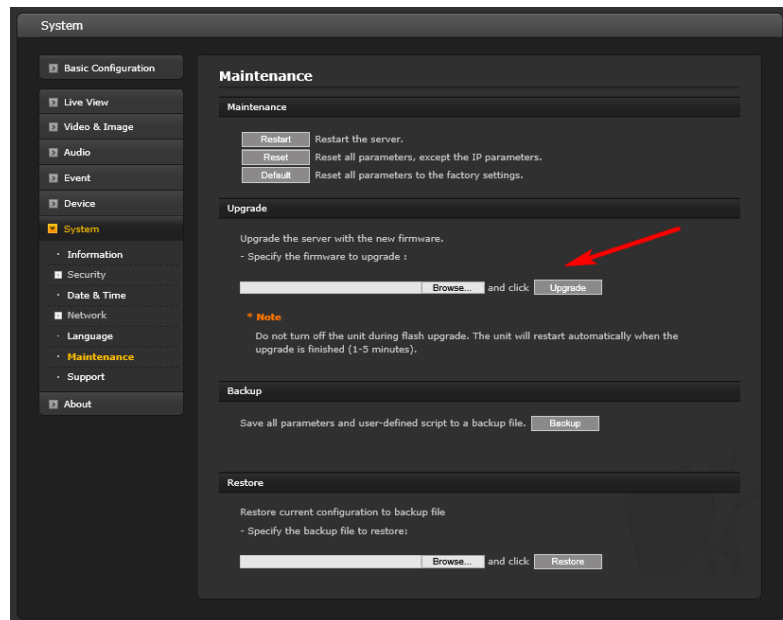 System
Basic Configuration
Live View
Video & Image
Audio
Event
Device
System
Information
Security
Date & Time
Network
Language
Maintenance
Support
About
Maintenance
Maintenance
Restart Restart the server.
Reset Reset all parameters, except the IP parameters.
Default Reset all parameters to the factory settings.
Upgrade
Upgrade the server with the new firmware.
- Specify the firmware to upgrade :
Browse... and click Upgrade
* Note
Do not turn off the unit during flash upgrade. The unit will restart automatically when the
upgrade is finished (1-5 minutes).
Backup
Save all parameters and user-defined script to a backup file. Backup
Restore
Restore current configuration to backup file
- Specify the backup file to restore:
Browse... and click Restore